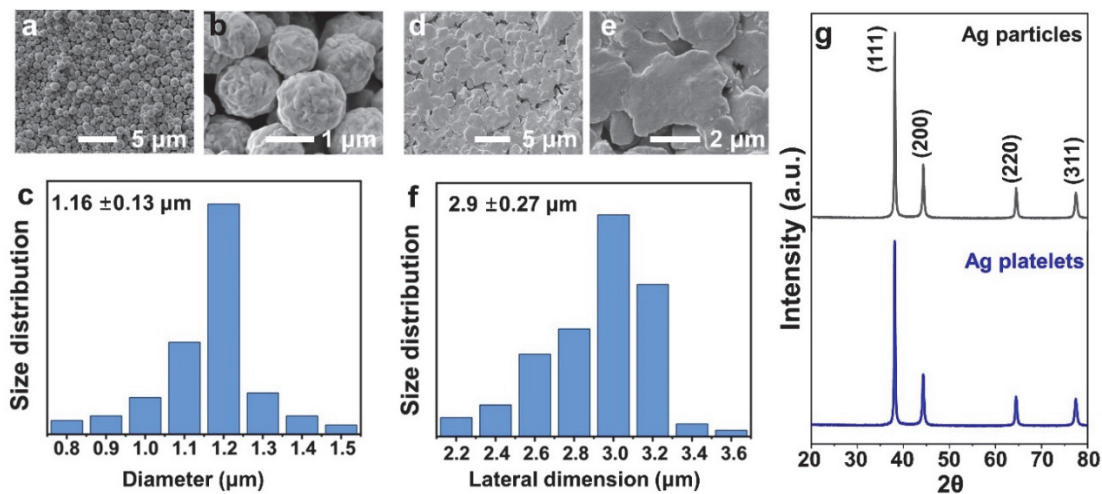 a
5 μm
b
1 μm
d
5 μm
e
2 μm
c
1.16 ±0.13 μm
Size distribution
0.8 0.9 1.0 1.1 1.2 1.3 1.4 1.5
Diameter (μm)
f
2.9 ±0.27 μm
Size distribution
2.2 2.4 2.6 2.8 3.0 3.2 3.4 3.6
Lateral dimension (μm)
g
Ag particles
(111)
(200)
(220)
(311)
Ag platelets
Intensity (a.u.)
20 30 40 50 60 70 80
2θ